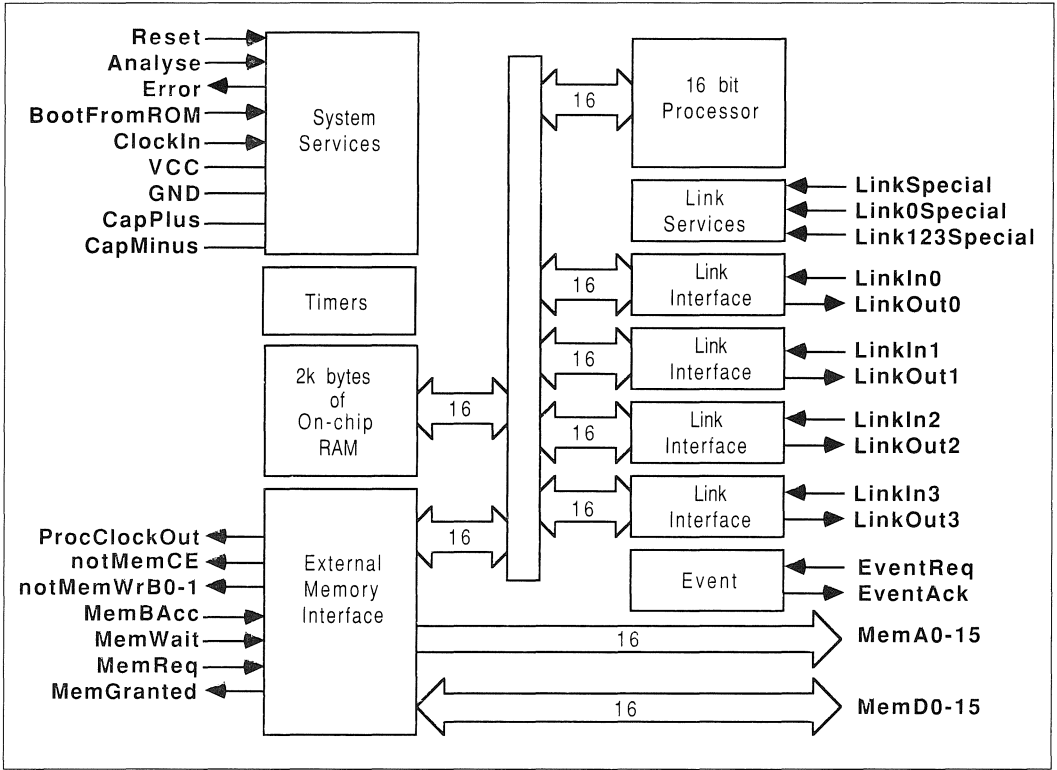 Reset
Analyse
Error
BootFromROM
ClockIn
VCC
GND
CapPlus
CapMinus
System
Services
Timers
2k bytes
of
On-chip
RAM
16
ProcClockOut
notMemCE
notMemWrB0-1
MemBAcc
MemWait
MemReq
MemGranted
External
Memory
Interface
16
16 bit
Processor
16
Link
Services
LinkSpecial
Link0Special
Link123Special
16
Link
Interface
LinkIn0
LinkOut0
16
Link
Interface
LinkIn1
LinkOut1
16
Link
Interface
LinkIn2
LinkOut2
16
Link
Interface
LinkIn3
LinkOut3
Event
EventReq
EventAck
16
MemA0-15
16
MemD0-15